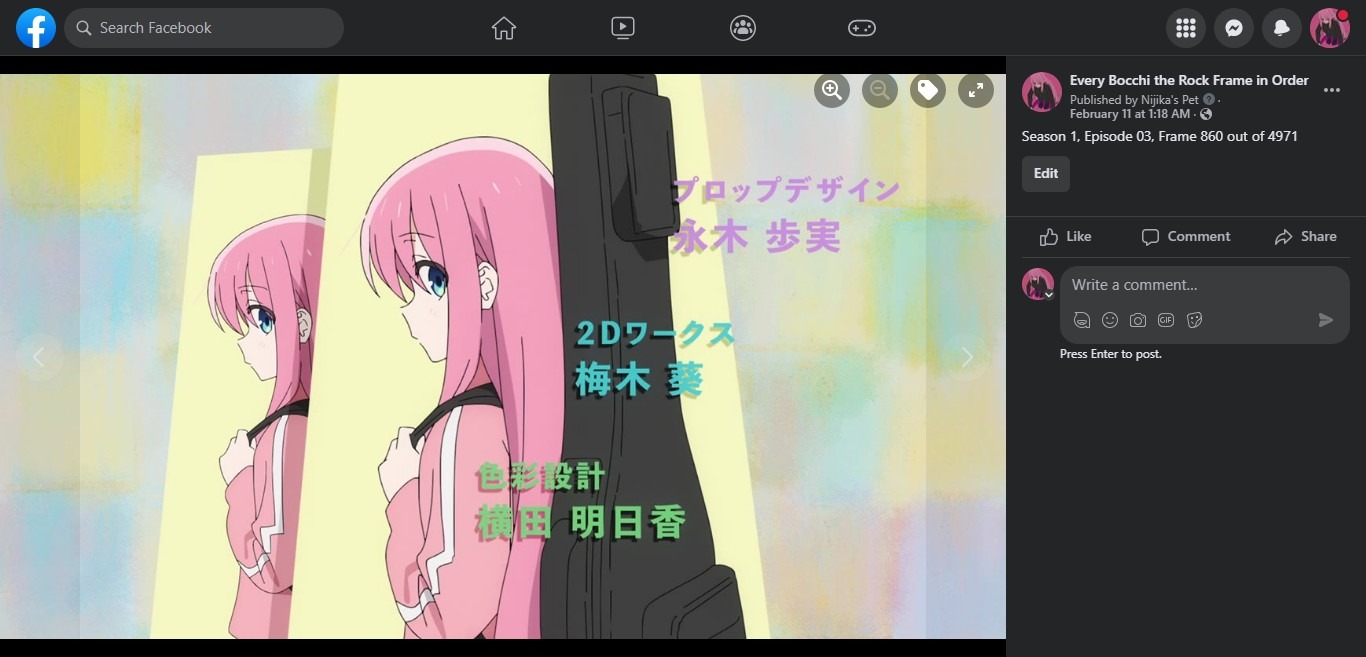 Search Facebook
プロップデザイン
永木 歩実
2Dワークス
梅木 葵
色彩設計
横田 明日香
Every Bocchi the Rock Frame in Order
Published by Nijika's Pet ·
February 11 at 1:18 AM ·
Season 1, Episode 03, Frame 860 out of 4971
Edit
Like
Comment
Share
Write a comment...
GIF
Press Enter to post.